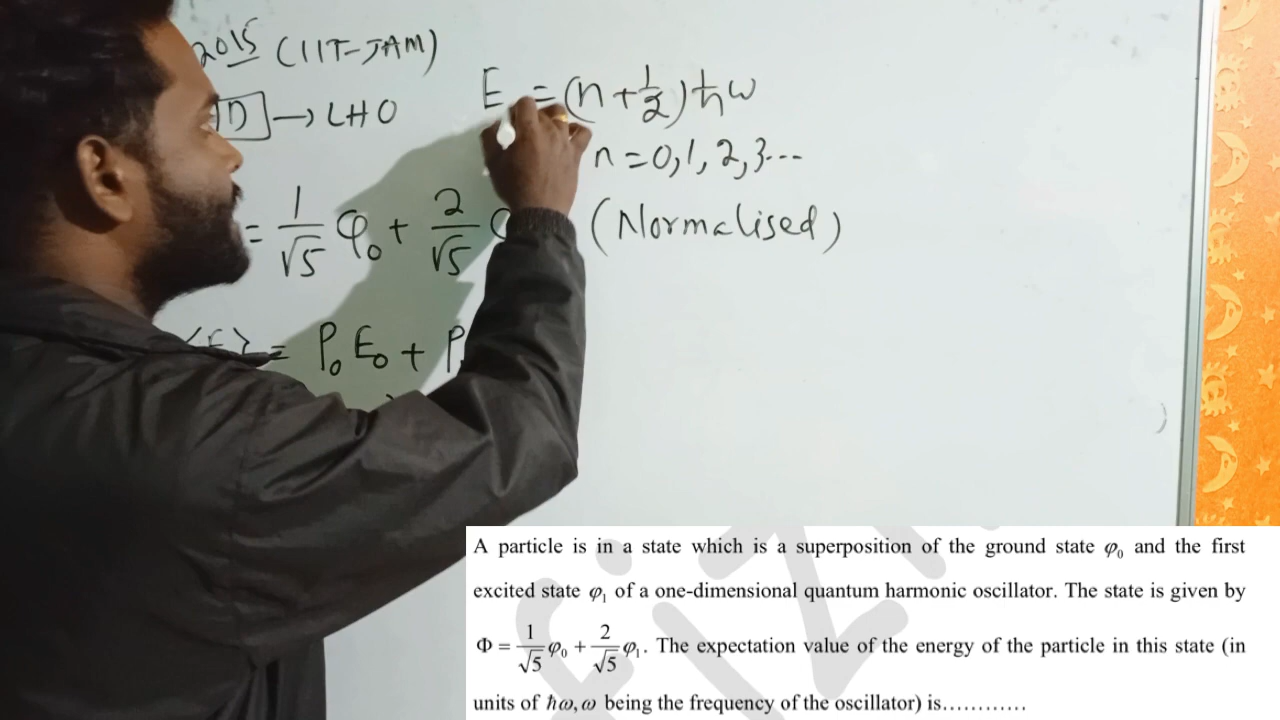 2015 (IIT-JAM)
1D → LHO
E = (n + 1/2) ħω
n = 0, 1, 2, 3...
= 1/√5 φ₀ + 2/√5 (Normalised)
⟨E⟩ = P₀ E₀ + P
A particle is in a state which is a superposition of the ground state φ₀ and the first
excited state φ₁ of a one-dimensional quantum harmonic oscillator. The state is given by
Φ = 1/√5 φ₀ + 2/√5 φ₁. The expectation value of the energy of the particle in this state (in
units of ħω, ω being the frequency of the oscillator) is............